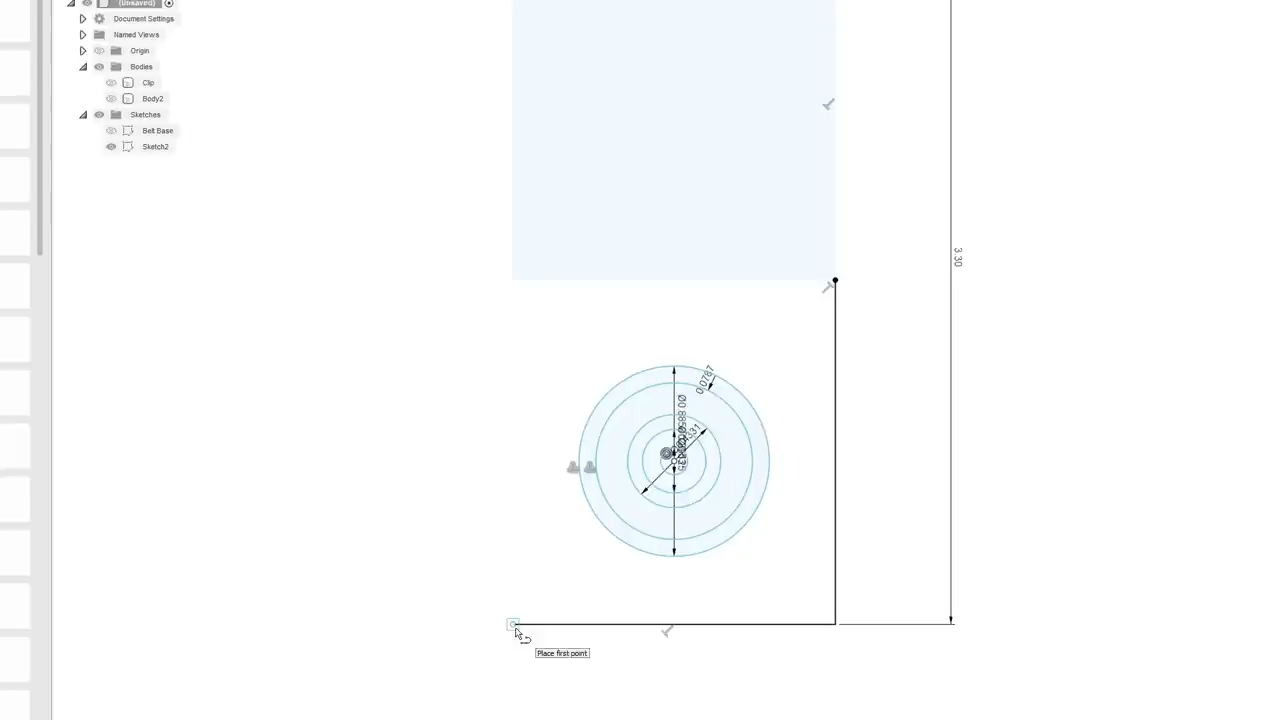 (Unsaved)
Document Settings
Named Views
Origin
Bodies
Clip
Body2
Sketches
Belt Base
Sketch2
3.30
0.0787
Place first point